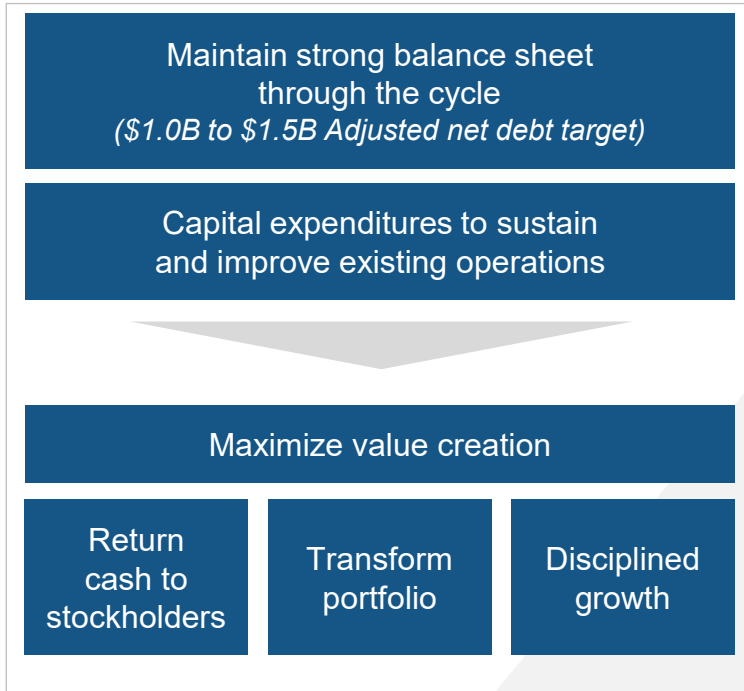 Maintain strong balance sheet
through the cycle
($1.0B to $1.5B Adjusted net debt target)
Capital expenditures to sustain
and improve existing operations
Maximize value creation
Return
cash to
stockholders
Transform
portfolio
Disciplined
growth